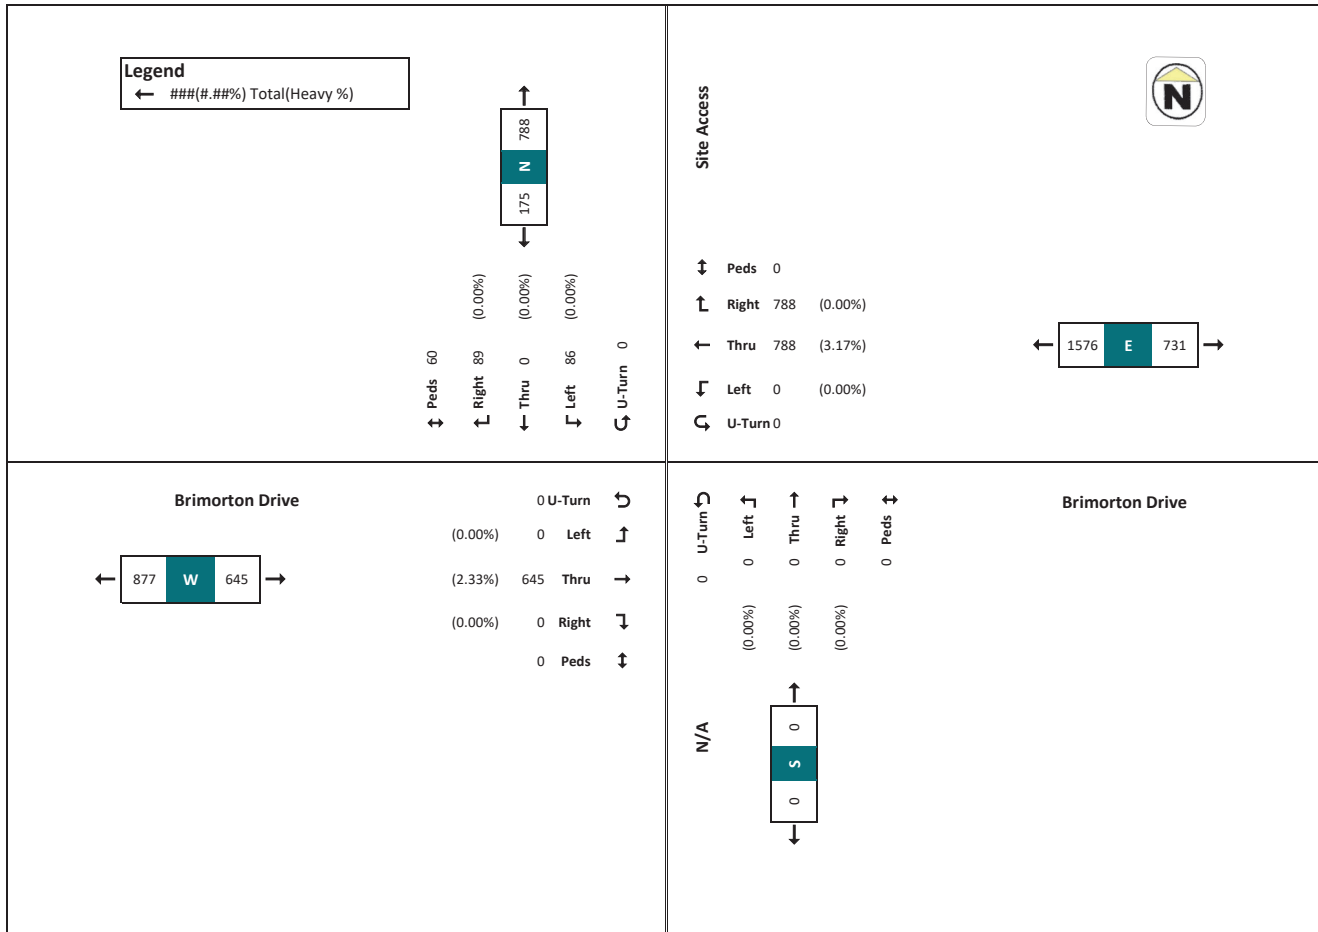 Legend
← ###(#.##%) Total(Heavy %)
788
N
175
(0.00%) (0.00%) (0.00%)
Peds 60
Right 89
Thru 0
Left 86
U-Turn 0
Site Access
N
Peds 0
Right 788 (0.00%)
Thru 788 (3.17%)
Left 0 (0.00%)
U-Turn 0
1576 E 731
Brimorton Drive
0 U-Turn
(0.00%) 0 Left
(2.33%) 645 Thru
(0.00%) 0 Right
0 Peds
877 W 645
0 U-Turn
0 Left
0 Thru
0 Right
0 Peds
(0.00%) (0.00%) (0.00%)
N/A
0
S
0
Brimorton Drive